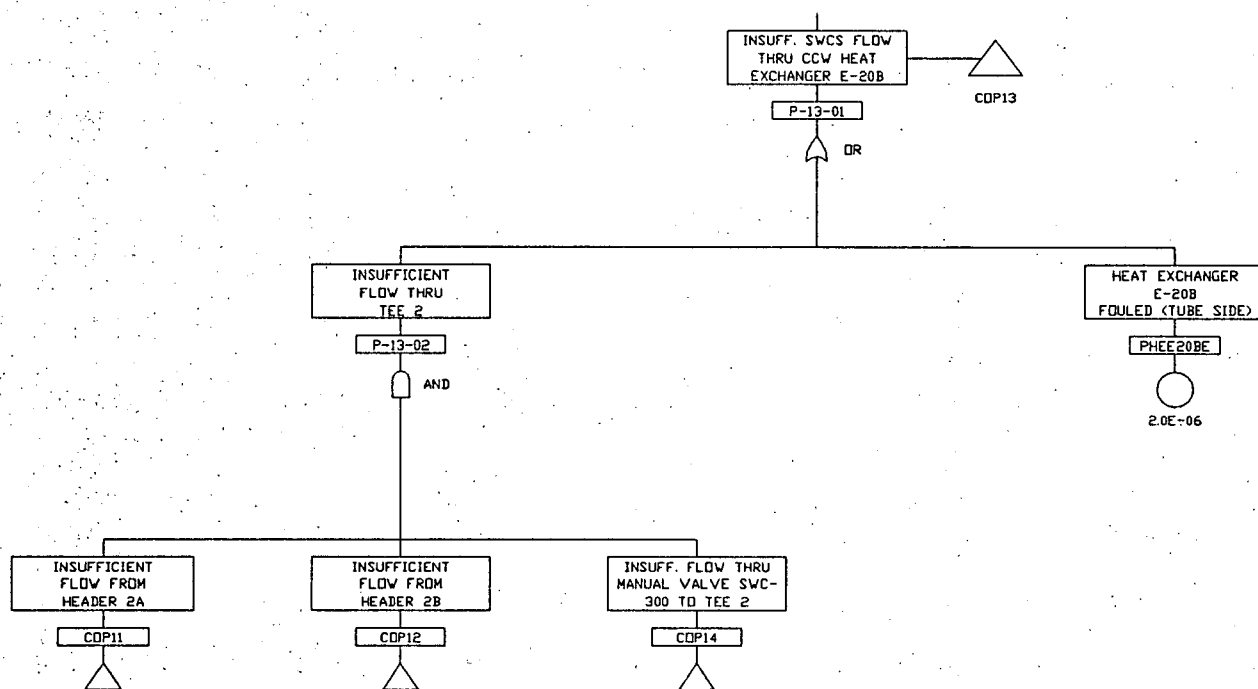 INSUFF. SWCS FLOW
THRU CCW HEAT
EXCHANGER E-20B
COP13
P-13-01
OR
INSUFFICIENT
FLOW THRU
TEE 2
P-13-02
AND
HEAT EXCHANGER
E-20B
FOULED (TUBE SIDE)
PHEE20BE
2.0E-06
INSUFFICIENT
FLOW FROM
HEADER 2A
COP11
INSUFFICIENT
FLOW FROM
HEADER 2B
COP12
INSUFF. FLOW THRU
MANUAL VALVE SWC-
300 TO TEE 2
COP14